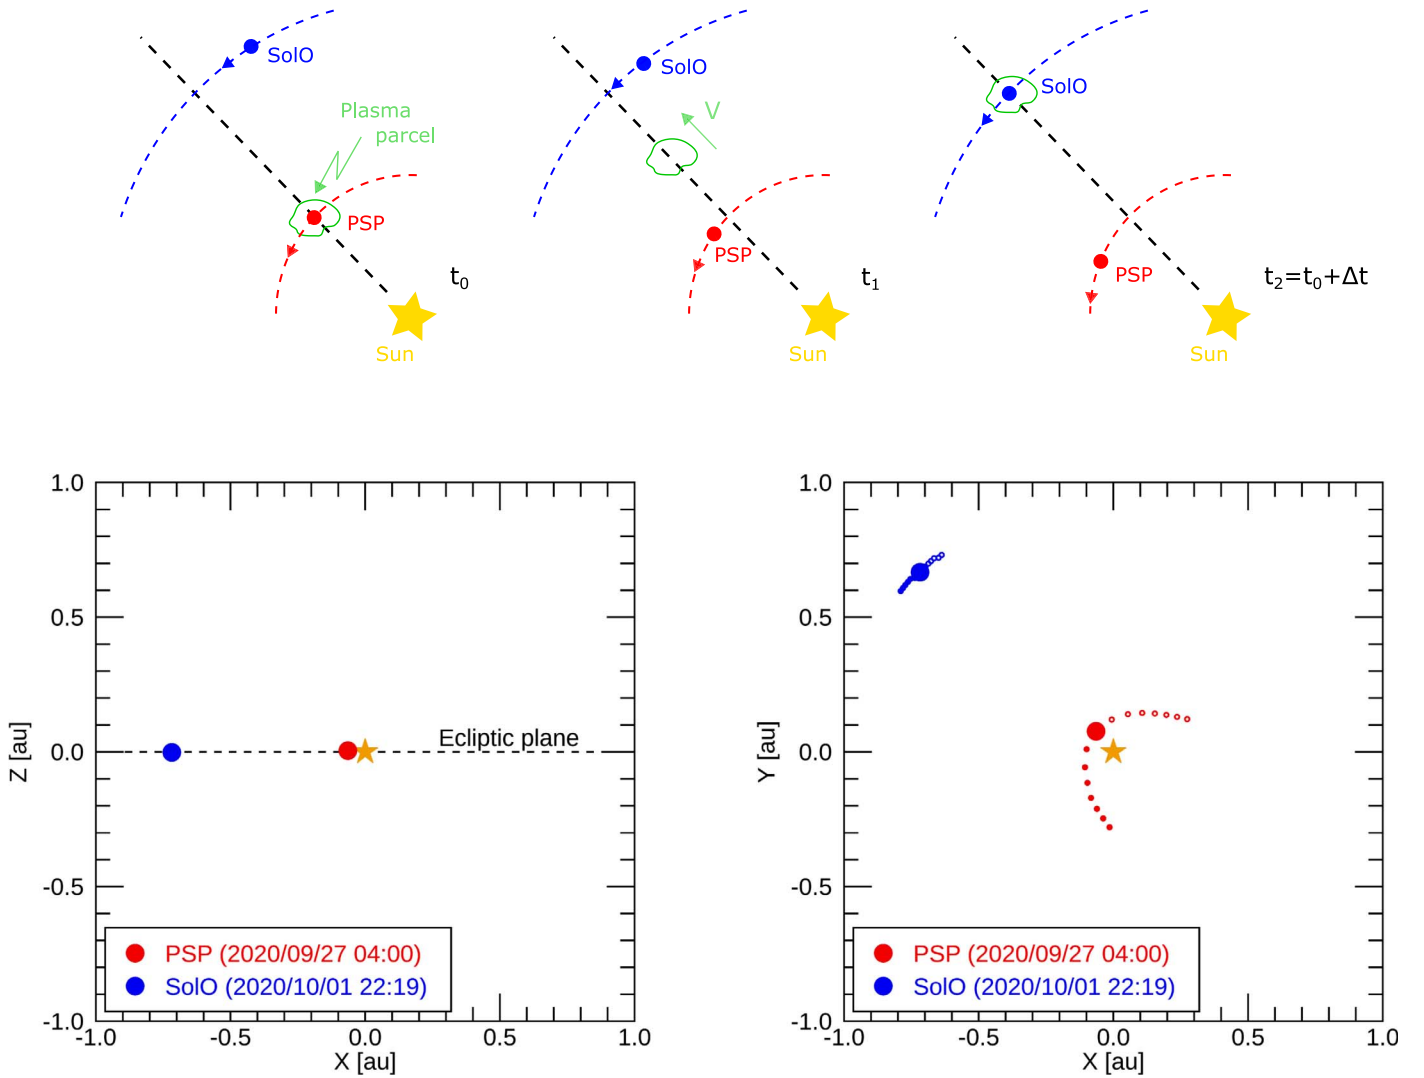 SolO
Plasma
parcel
PSP
t0
Sun
SolO
V
PSP
t1
Sun
SolO
PSP
t2=t0+Δt
Sun
1.0
0.5
0.0
-0.5
-1.0
Z [au]
Ecliptic plane
PSP (2020/09/27 04:00)
SolO (2020/10/01 22:19)
-1.0 -0.5 0.0 0.5 1.0
X [au]
1.0
0.5
0.0
-0.5
-1.0
Y [au]
PSP (2020/09/27 04:00)
SolO (2020/10/01 22:19)
-1.0 -0.5 0.0 0.5 1.0
X [au]